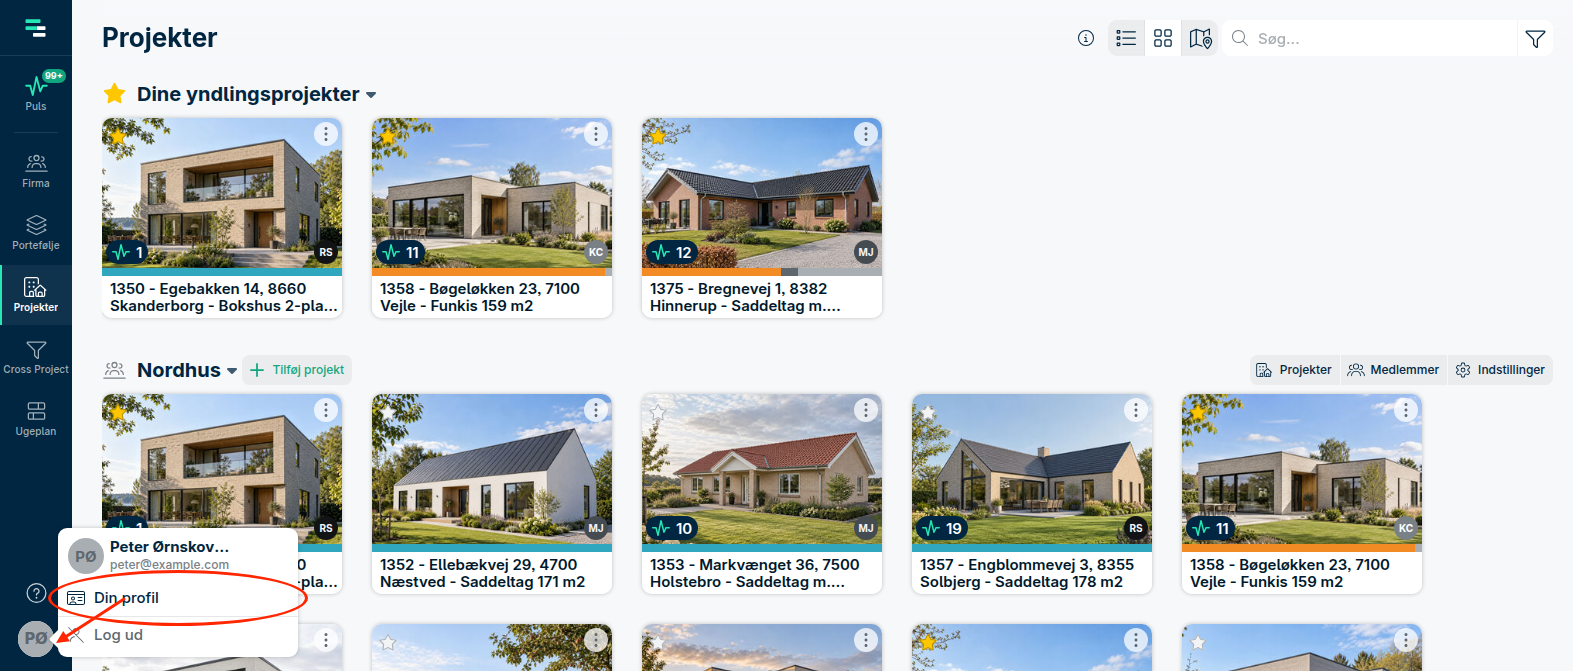 Projekter
Søg...
99+
Puls
Firma
Portefølje
Projekter
Cross Project
Ugeplan
Dine yndlingsprojekter
1
RS
1350 - Egebakken 14, 8660
Skanderborg - Bokshus 2-pla...
11
KC
1358 - Bøgeløkken 23, 7100
Vejle - Funkis 159 m2
12
MJ
1375 - Bregnevej 1, 8382
Hinnerup - Saddeltag m....
Nordhus
Tilføj projekt
Projekter
Medlemmer
Indstillinger
1
RS
0
-pla...
MJ
1352 - Ellebækvej 29, 4700
Næstved - Saddeltag 171 m2
10
MJ
1353 - Markvænget 36, 7500
Holstebro - Saddeltag m....
19
RS
1357 - Engblommevej 3, 8355
Solbjerg - Saddeltag 178 m2
11
KC
1358 - Bøgeløkken 23, 7100
Vejle - Funkis 159 m2
PØ
Peter Ørnskov...
peter@example.com
Din profil
Log ud
PØ